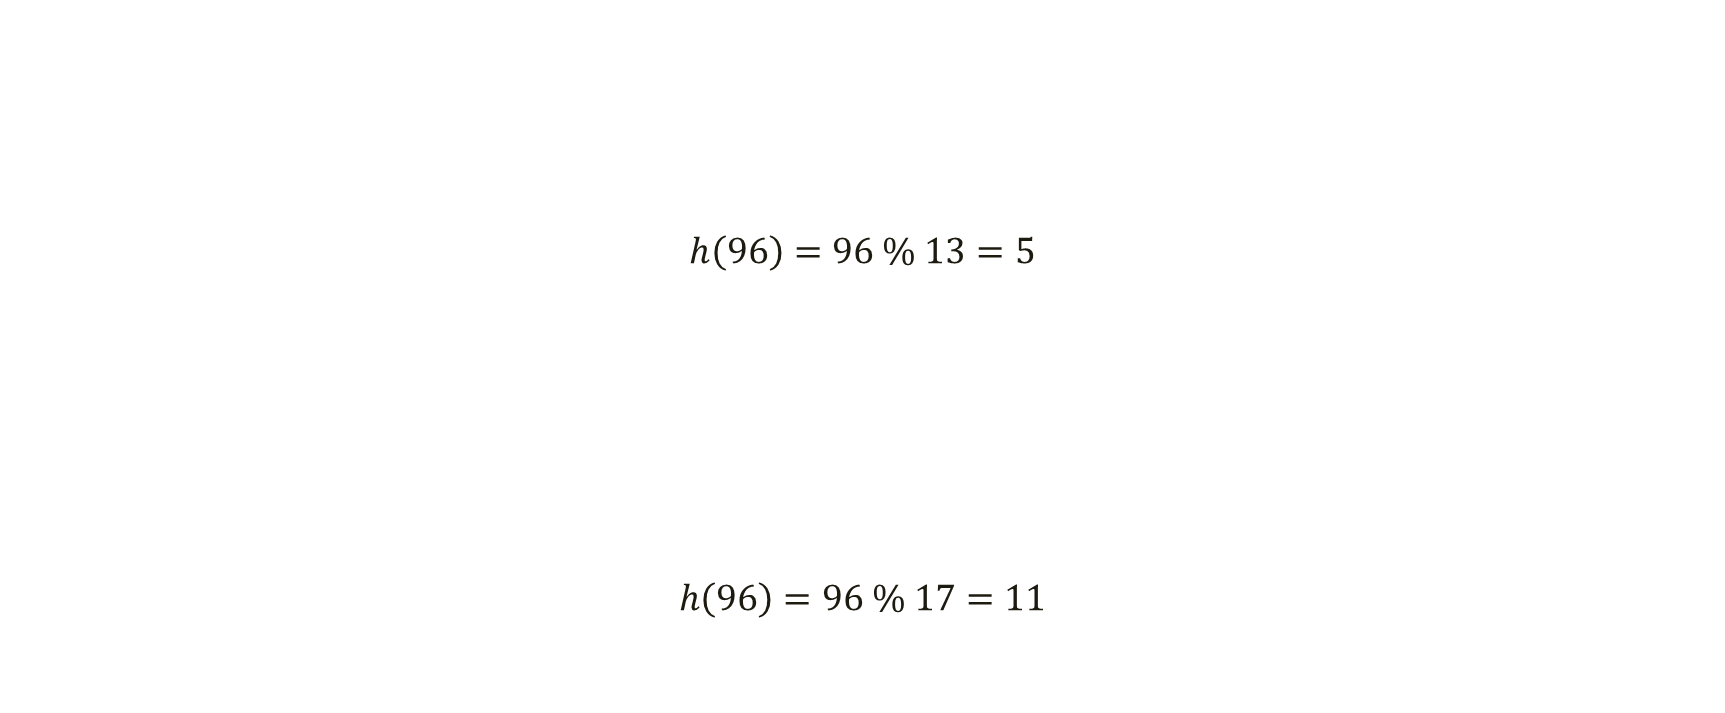 h(96) = 96 % 13 = 5
h(96) = 96 % 17 = 11